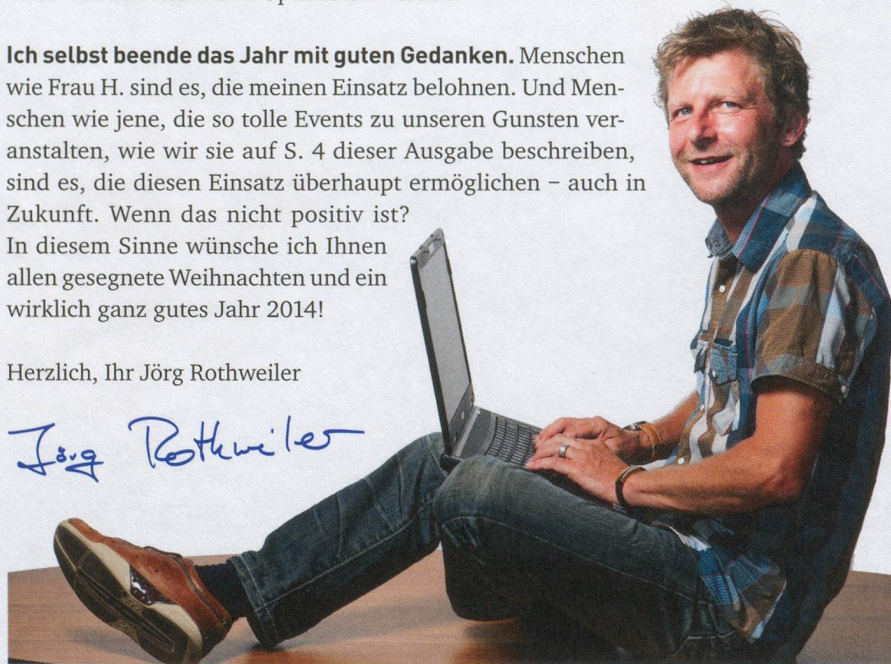 Ich selbst beende das Jahr mit guten Gedanken. Menschen
wie Frau H. sind es, die meinen Einsatz belohnen. Und Men-
schen wie jene, die so tolle Events zu unseren Gunsten ver-
anstalten, wie wir sie auf S. 4 dieser Ausgabe beschreiben,
sind es, die diesen Einsatz überhaupt ermöglichen – auch in
Zukunft. Wenn das nicht positiv ist?
In diesem Sinne wünsche ich Ihnen
allen gesegnete Weihnachten und ein
wirklich ganz gutes Jahr 2014!
Herzlich, Ihr Jörg Rothweiler
Jörg Rothweiler